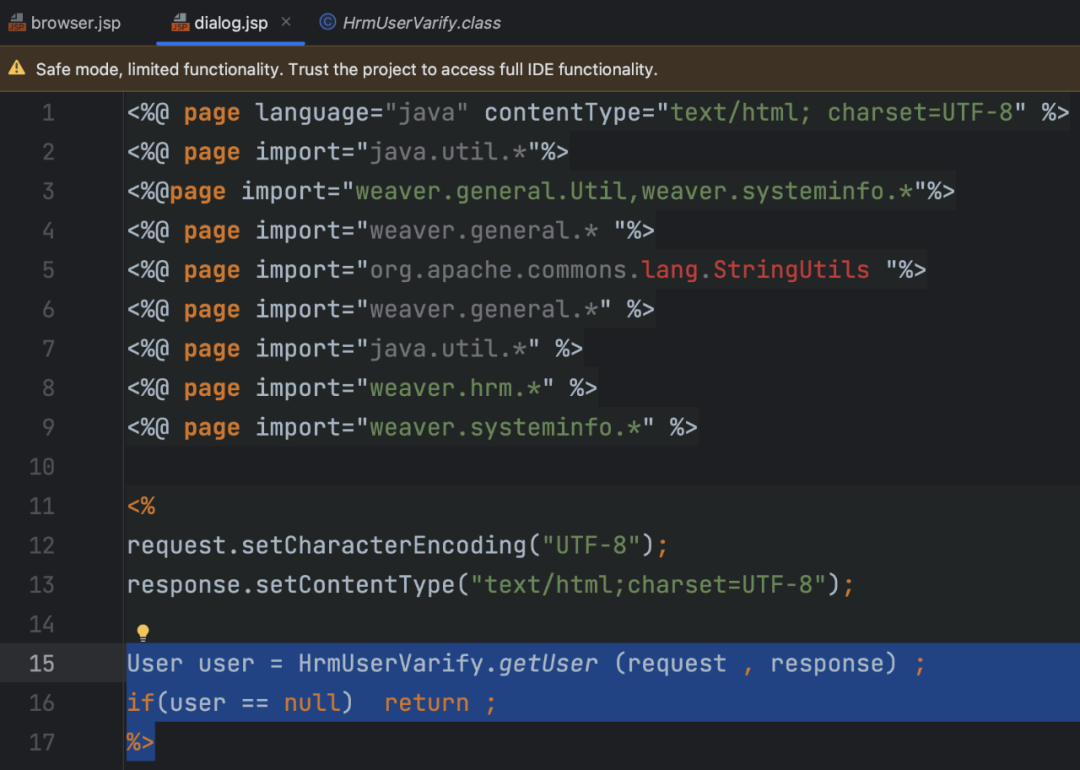 browser.jsp dialog.jsp × HrmUserVarify.class
Safe mode, limited functionality. Trust the project to access full IDE functionality.
1 <%@ page language="java" contentType="text/html; charset=UTF-8" %>
2 <%@ page import="java.util.*"%>
3 <%@page import="weaver.general.Util,weaver.systeminfo.*"%>
4 <%@ page import="weaver.general.* "%>
5 <%@ page import="org.apache.commons.lang.StringUtils "%>
6 <%@ page import="weaver.general.*" %>
7 <%@ page import="java.util.*" %>
8 <%@ page import="weaver.hrm.*" %>
9 <%@ page import="weaver.systeminfo.*" %>
10
11 <%
12 request.setCharacterEncoding("UTF-8");
13 response.setContentType("text/html;charset=UTF-8");
14
15 User user = HrmUserVarify.getUser (request , response) ;
16 if(user == null)  return ;
17 %>